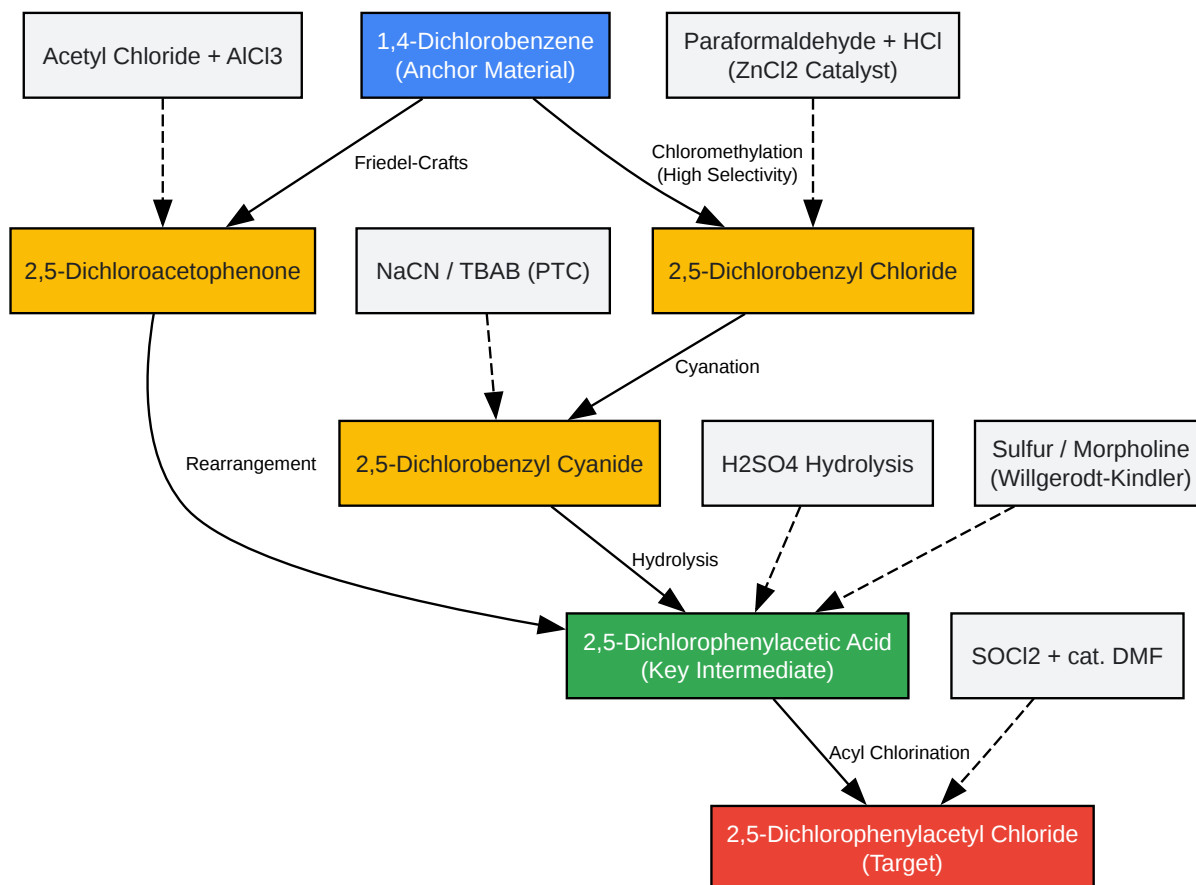 Acetyl Chloride + AlCl3
1,4-Dichlorobenzene
(Anchor Material)
Paraformaldehyde + HCl
(ZnCl2 Catalyst)
Friedel-Crafts
Chloromethylation
(High Selectivity)
2,5-Dichloroacetophenone
NaCN / TBAB (PTC)
2,5-Dichlorobenzyl Chloride
Cyanation
Rearrangement
2,5-Dichlorobenzyl Cyanide
H2SO4 Hydrolysis
Sulfur / Morpholine
(Willgerodt-Kindler)
Hydrolysis
2,5-Dichlorophenylacetic Acid
(Key Intermediate)
SOCl2 + cat. DMF
Acyl Chlorination
2,5-Dichlorophenylacetyl Chloride
(Target)